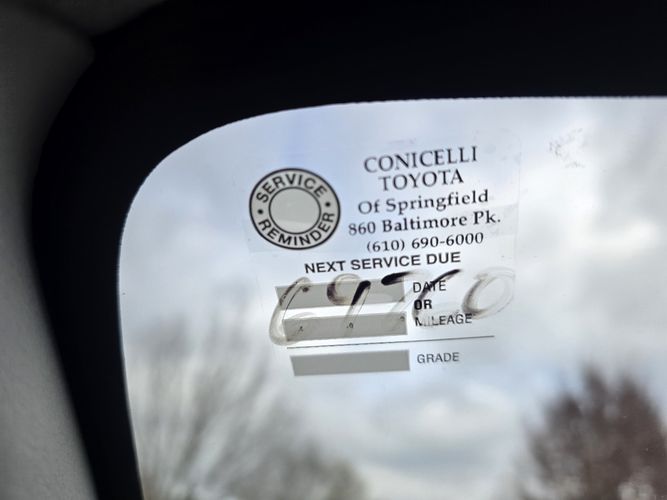 SERVICE REMINDER
CONICELLI
TOYOTA
Of Springfield
860 Baltimore Pk.
(610) 690-6000
NEXT SERVICE DUE
69760
DATE
OR
MILEAGE
GRADE